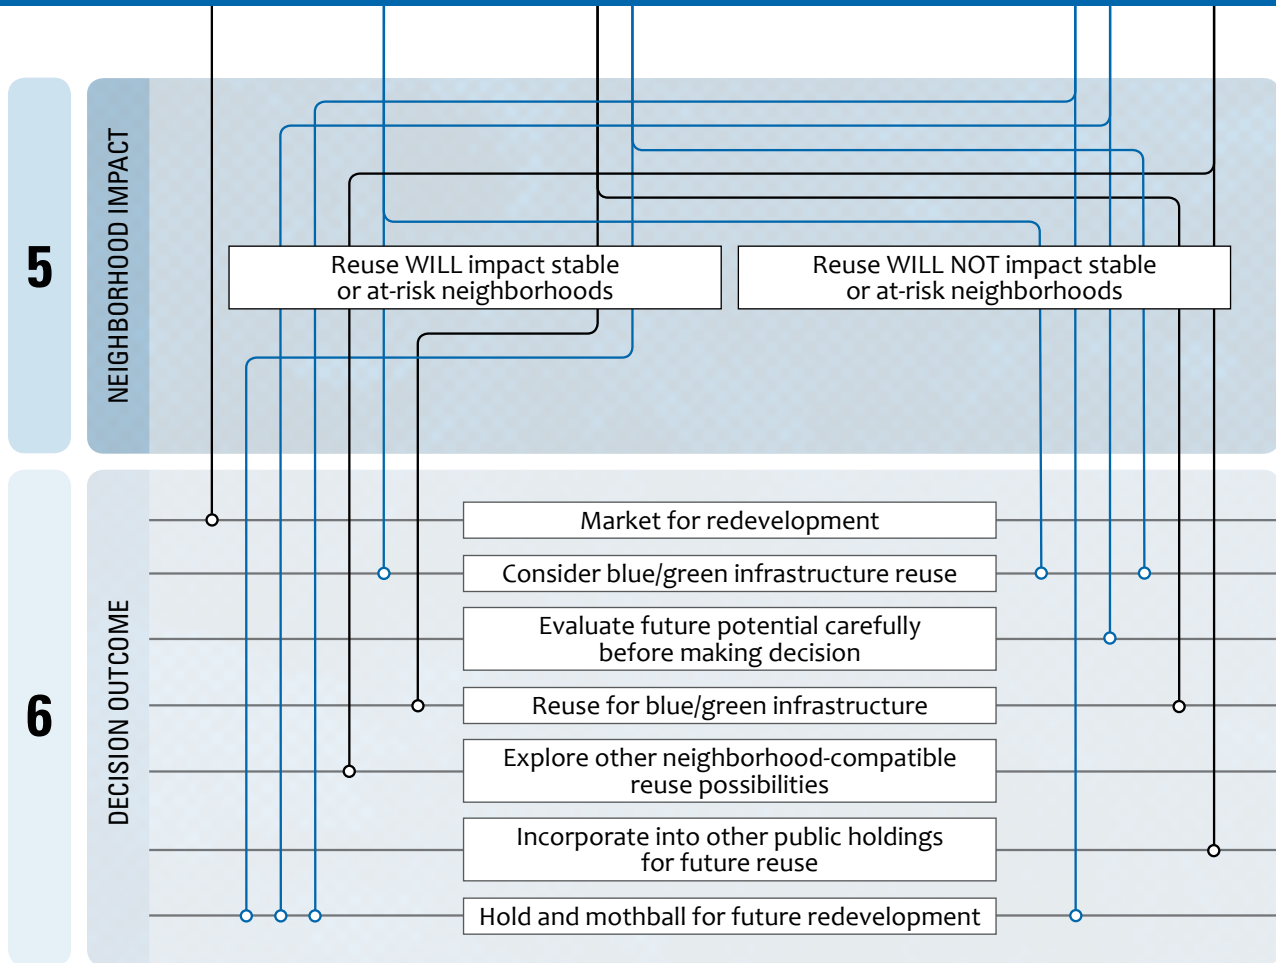 5
NEIGHBORHOOD IMPACT
Reuse WILL impact stable
or at-risk neighborhoods
Reuse WILL NOT impact stable
or at-risk neighborhoods
6
DECISION OUTCOME
Market for redevelopment
Consider blue/green infrastructure reuse
Evaluate future potential carefully
before making decision
Reuse for blue/green infrastructure
Explore other neighborhood-compatible
reuse possibilities
Incorporate into other public holdings
for future reuse
Hold and mothball for future redevelopment